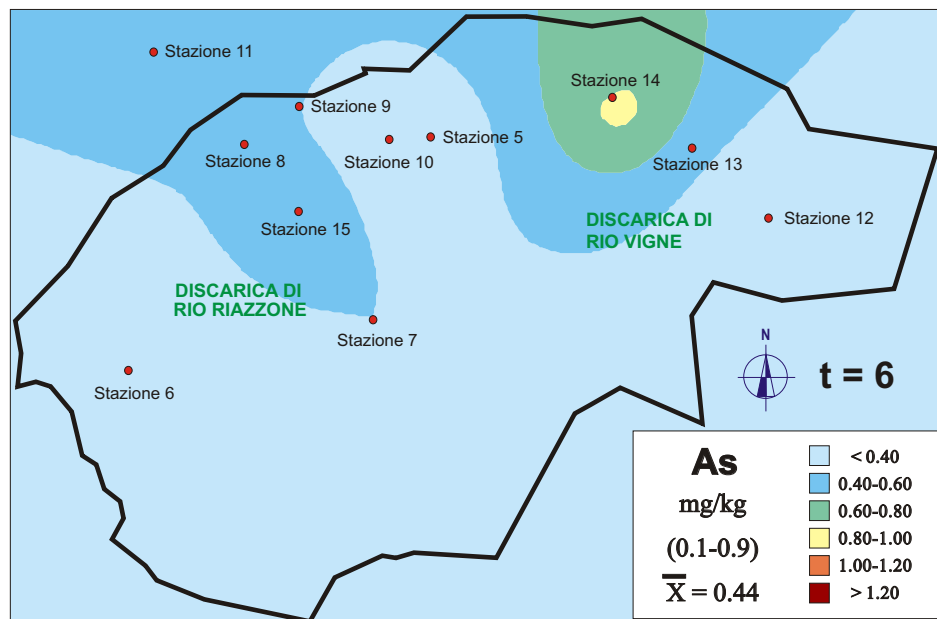 Stazione 11
Stazione 14
Stazione 9
Stazione 5
Stazione 8
Stazione 10
Stazione 13
Stazione 15
DISCARICA DI
RIO VIGNE
Stazione 12
DISCARICA DI
RIO RIAZZONE
Stazione 7
Stazione 6
N
t = 6
As
mg/kg
(0.1-0.9)
X = 0.44
< 0.40
0.40-0.60
0.60-0.80
0.80-1.00
1.00-1.20
> 1.20